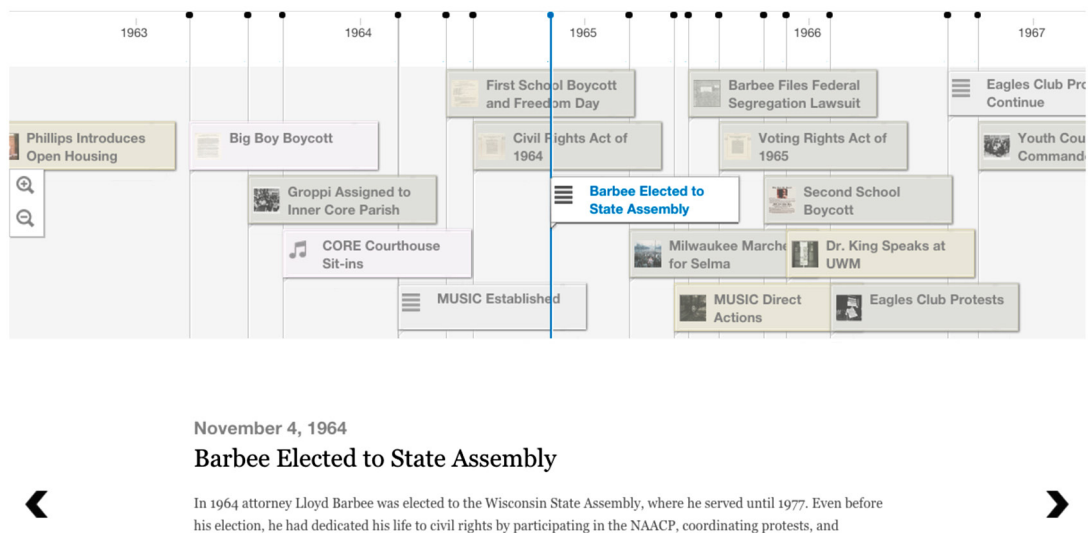 1963
1964
1965
1966
1967
First School Boycott
and Freedom Day
Barbee Files Federal
Segregation Lawsuit
Eagles Club Pro
Continue
Phillips Introduces
Open Housing
Big Boy Boycott
Civil Rights Act of
1964
Voting Rights Act of
1965
Youth Cou
Command
Groppi Assigned to
Inner Core Parish
Barbee Elected to
State Assembly
Second School
Boycott
CORE Courthouse
Sit-ins
Milwaukee Marche
for Selma
Dr. King Speaks at
UWM
MUSIC Established
MUSIC Direct
Actions
Eagles Club Protests
November 4, 1964
Barbee Elected to State Assembly
In 1964 attorney Lloyd Barbee was elected to the Wisconsin State Assembly, where he served until 1977. Even before
his election, he had dedicated his life to civil rights by participating in the NAACP, coordinating protests, and